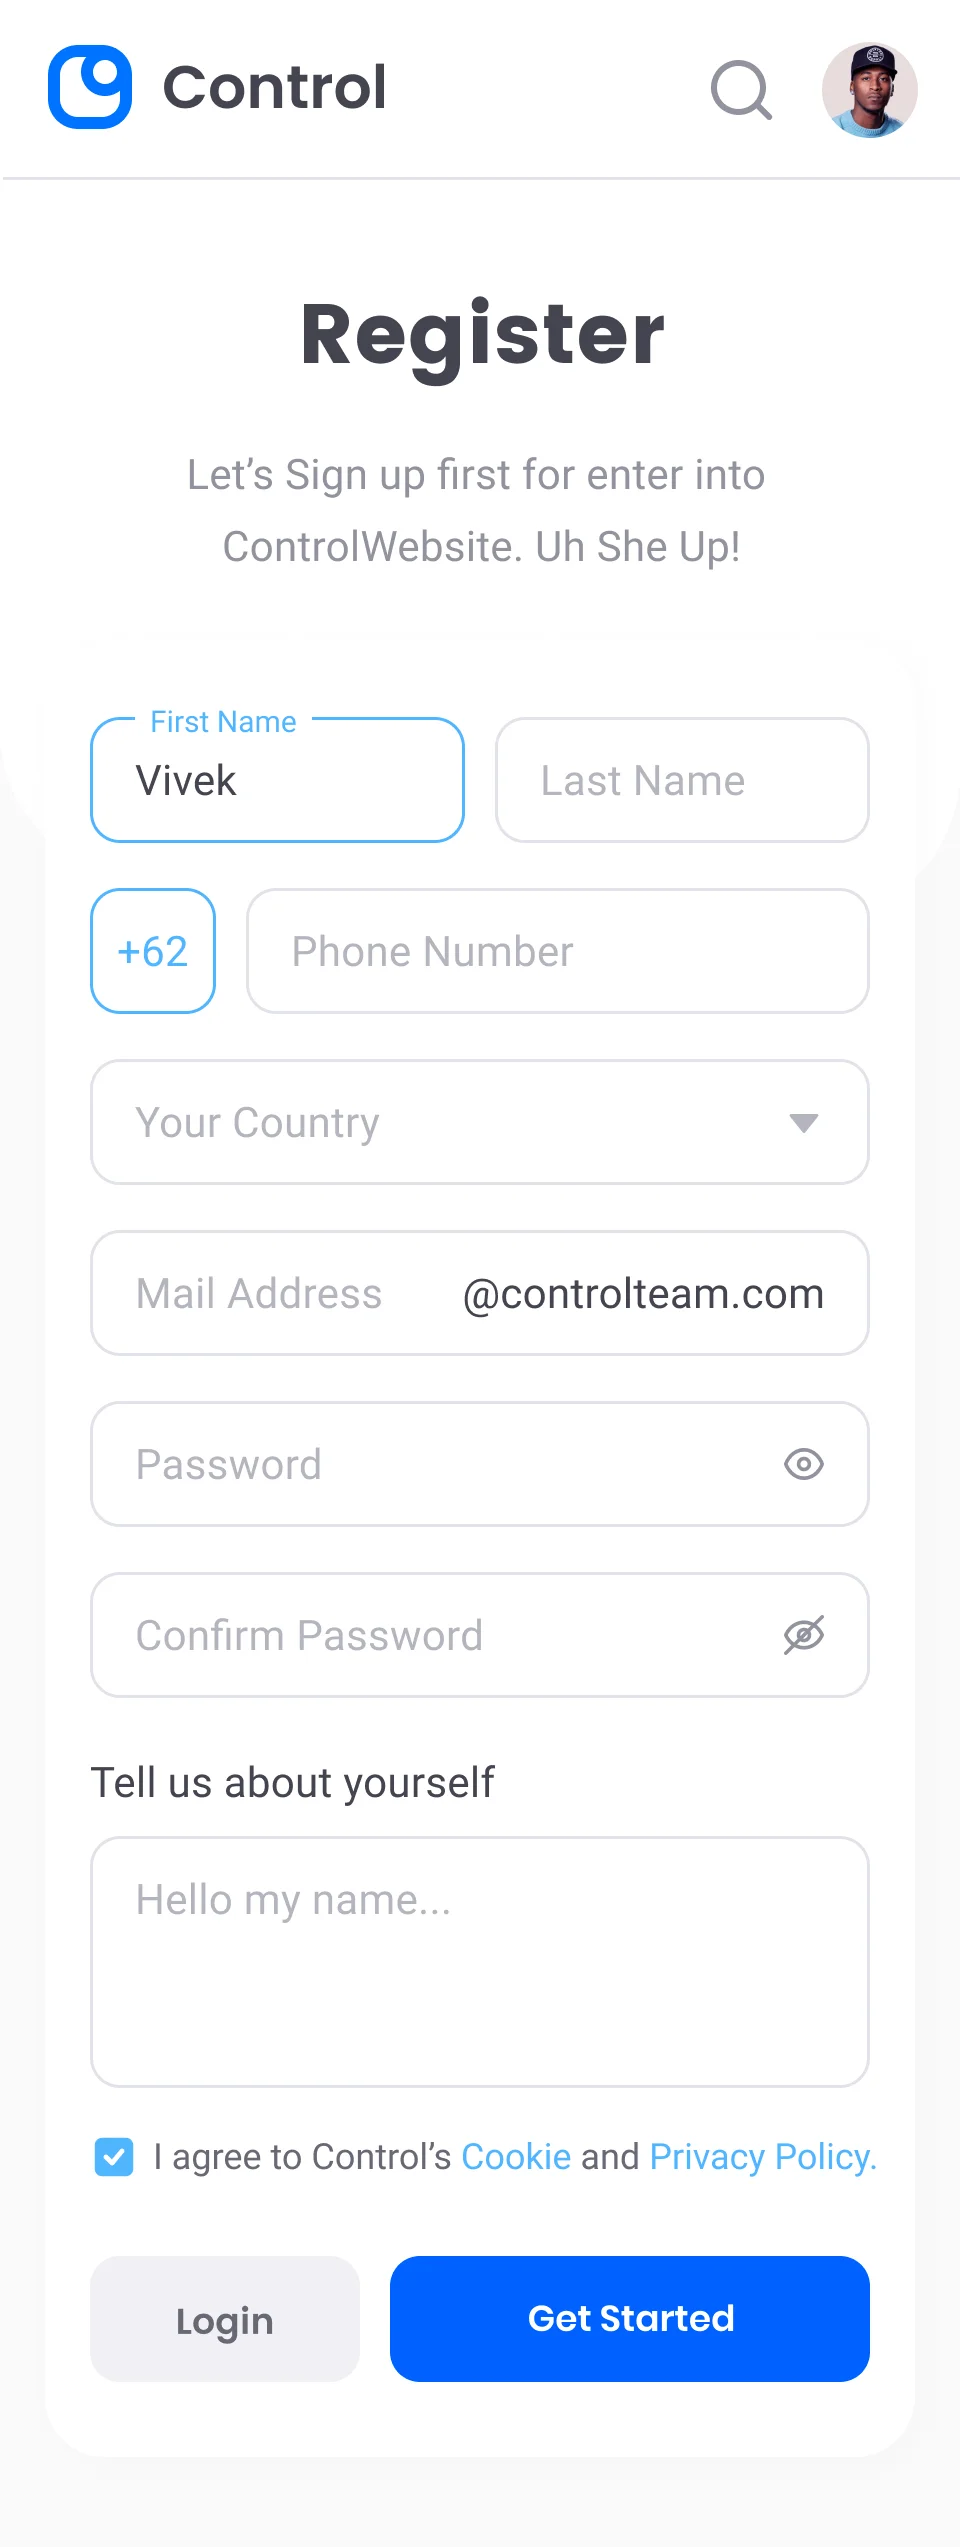 Control
Register
Let’s Sign up first for enter into
ControlWebsite. Uh She Up!
First Name
Vivek
Last Name
+62
Phone Number
Your Country
Mail Address @controlteam.com
Password
Confirm Password
Tell us about yourself
Hello my name...
I agree to Control’s Cookie and Privacy Policy.
Login
Get Started